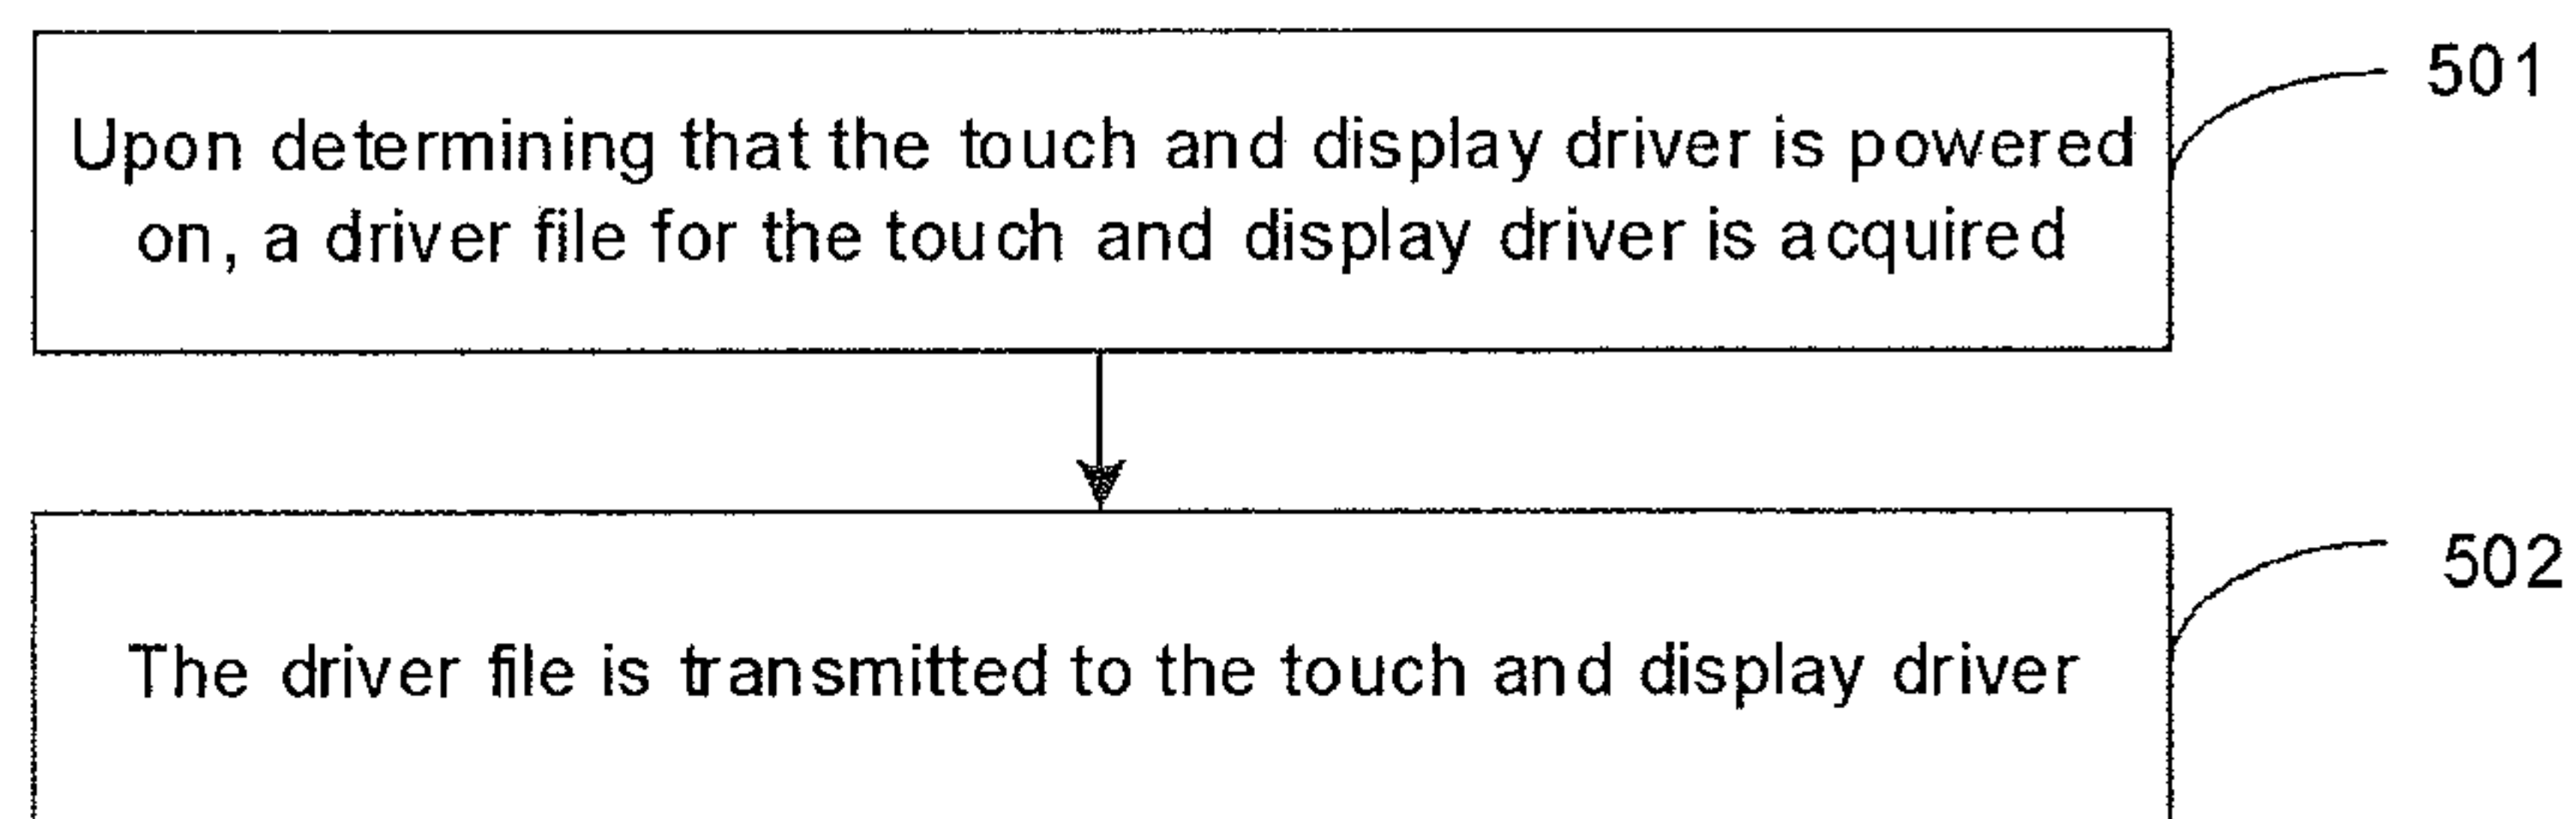 Upon determining that the touch and display driver is powered
on, a driver file for the touch and display driver is acquired
501
The driver file is transmitted to the touch and display driver
502